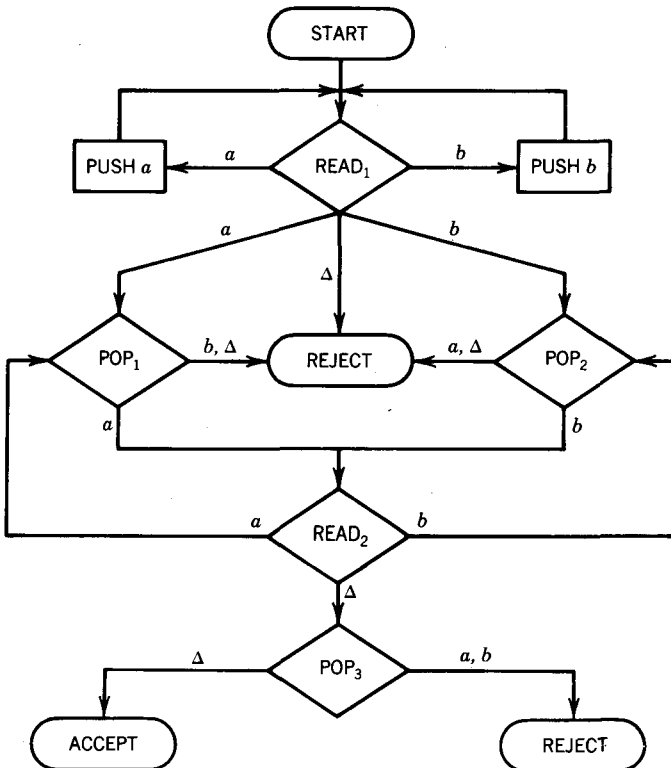 START
PUSH a
a
READ₁
b
PUSH b
a
b
Δ
POP₁
b, Δ
REJECT
a, Δ
POP₂
a
b
a
READ₂
b
Δ
Δ
POP₃
a, b
ACCEPT
REJECT